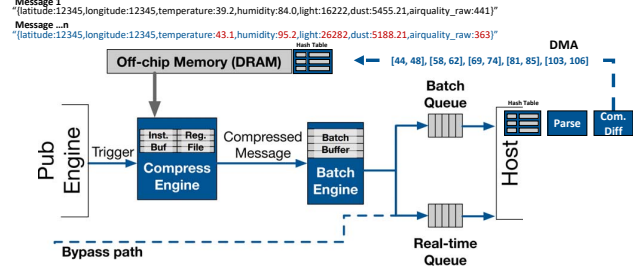 Message 1
"{latitude:12345,longitude:12345,temperature:39.2,humidity:84.0,light:16222,dust:5455.21,airquality_raw:441}"
Message ...n
"{latitude:12345,longitude:12345,temperature:43.1,humidity:95.2,light:26282,dust:5188.21,airquality_raw:363}"
Hash Table
DMA
Off-chip Memory (DRAM)
[44, 48], [58, 62], [69, 74], [81, 85], [103, 106]
Batch
Queue
Hash Table
Pub
Engine
Trigger
Inst.
Buf
Reg.
File
Compress
Engine
Compressed
Message
Batch
Buffer
Batch
Engine
Host
Parse
Com.
Diff
Bypass path
Real-time
Queue